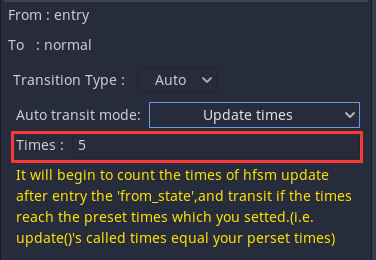 From : entry
To : normal
Transition Type : Auto
Auto transit mode: Update times
Times : 5
It will begin to count the times of hfsm update
after entry the 'from_state',and transit if the times
reach the preset times which you setted.(i.e.
update()'s called times equal your perset times)